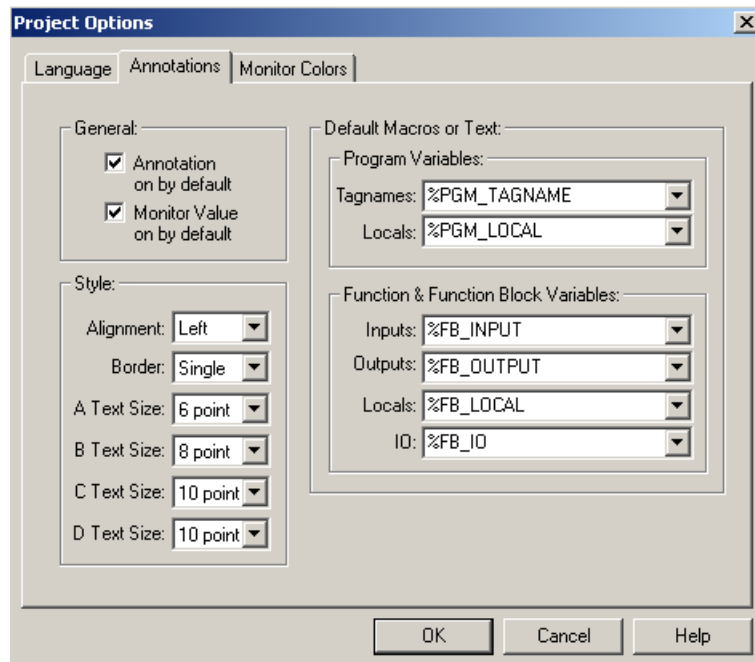 Project Options
Language
Annotations
Monitor Colors
General:
Annotation
on by default
Monitor Value
on by default
Style:
Alignment: Left
Border: Single
A Text Size: 6 point
B Text Size: 8 point
C Text Size: 10 point
D Text Size: 10 point
Default Macros or Text:
Program Variables:
Tagnames: %PGM_TAGNAME
Locals: %PGM_LOCAL
Function & Function Block Variables:
Inputs: %FB_INPUT
Outputs: %FB_OUTPUT
Locals: %FB_LOCAL
IO: %FB_IO
OK
Cancel
Help